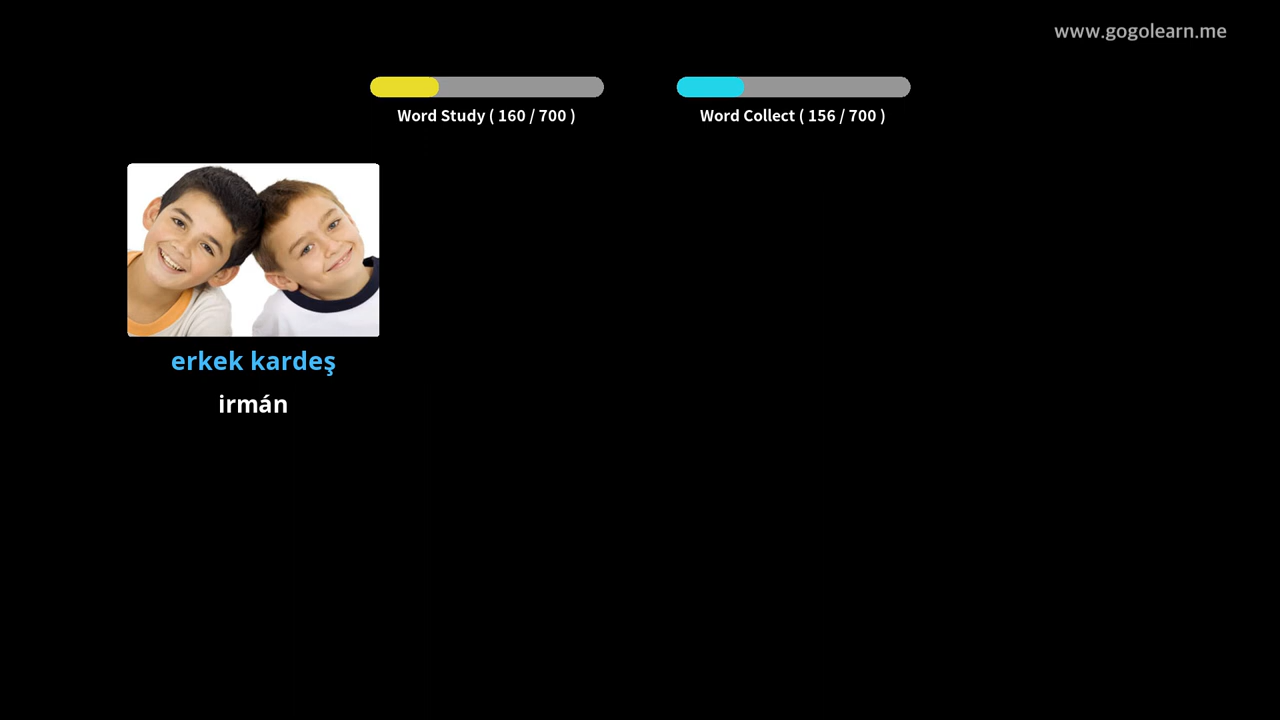 www.gogolearn.me
Word Study ( 160 / 700 )
Word Collect ( 156 / 700 )
erkek kardeş
irmán